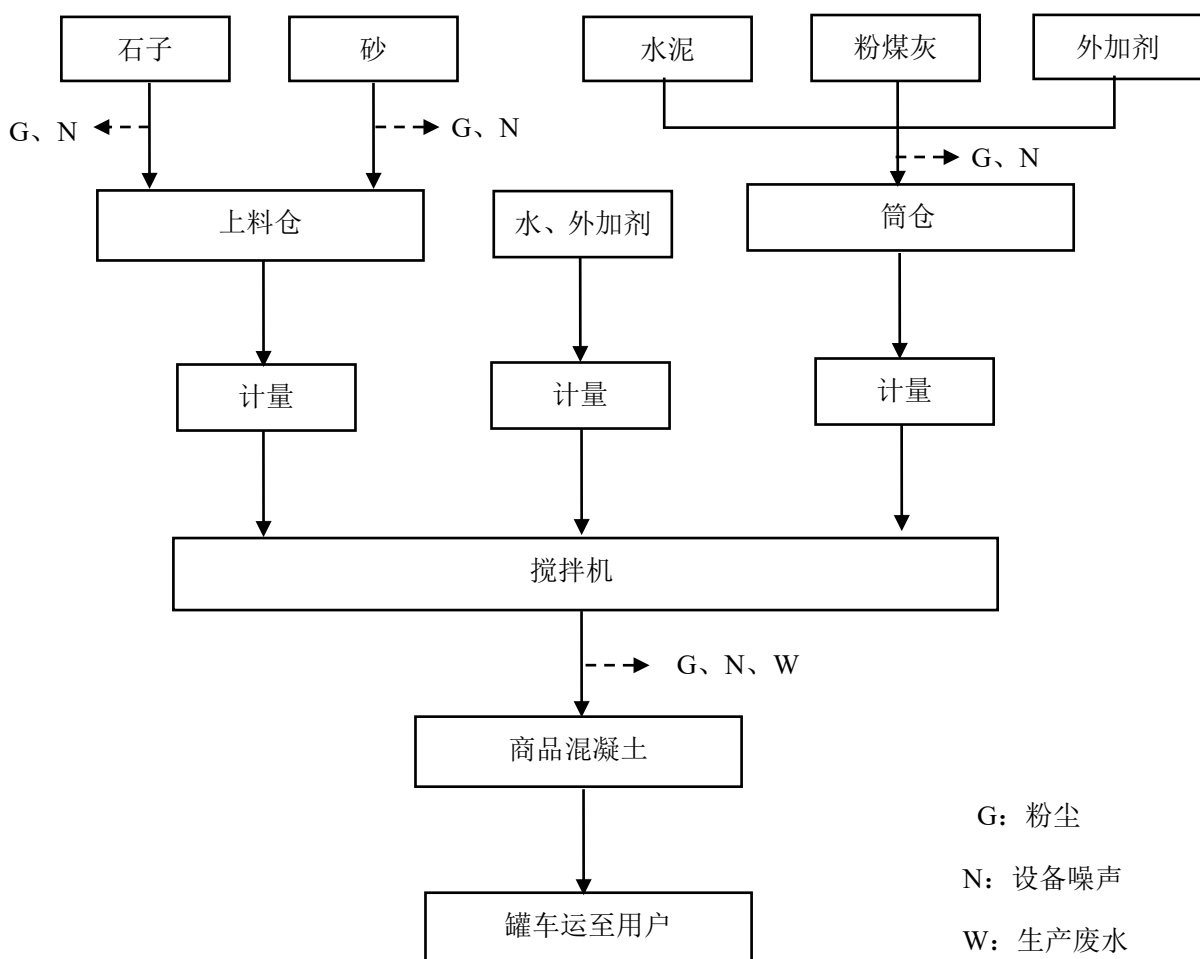 石子
砂
水泥
粉煤灰
外加剂
G、N
G、N
G、N
上料仓
水、外加剂
筒仓
计量
计量
计量
搅拌机
G、N、W
商品混凝土
G：粉尘
N：设备噪声
罐车运至用户
W：生产废水